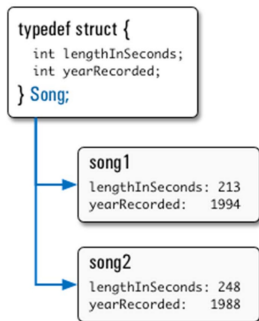 typedef struct {
int lengthInSeconds;
int yearRecorded;
} Song;
song1
lengthInSeconds: 213
yearRecorded: 1994
song2
lengthInSeconds: 248
yearRecorded: 1988